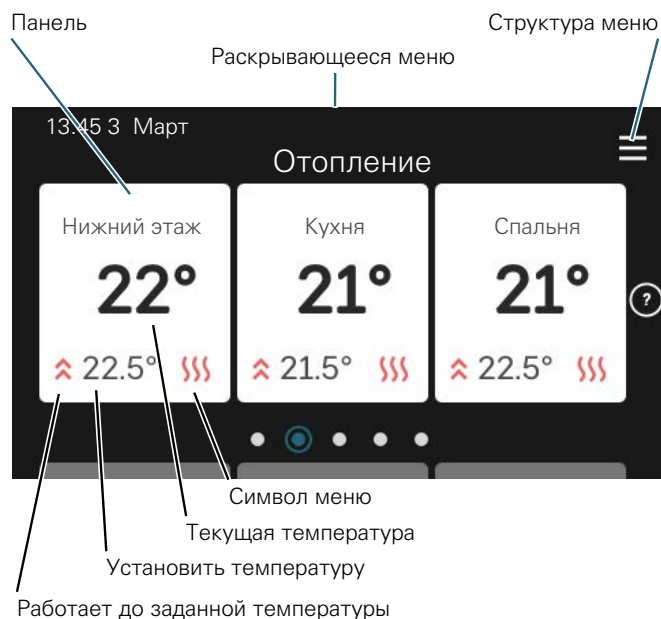 Панель
Структура меню
Раскрывающееся меню
13.45 3 Март
Отопление
Нижний этаж
Кухня
Спальня
22°
21°
21°
?
22.5°
21.5°
22.5°
Символ меню
Текущая температура
Установить температуру
Работает до заданной температуры